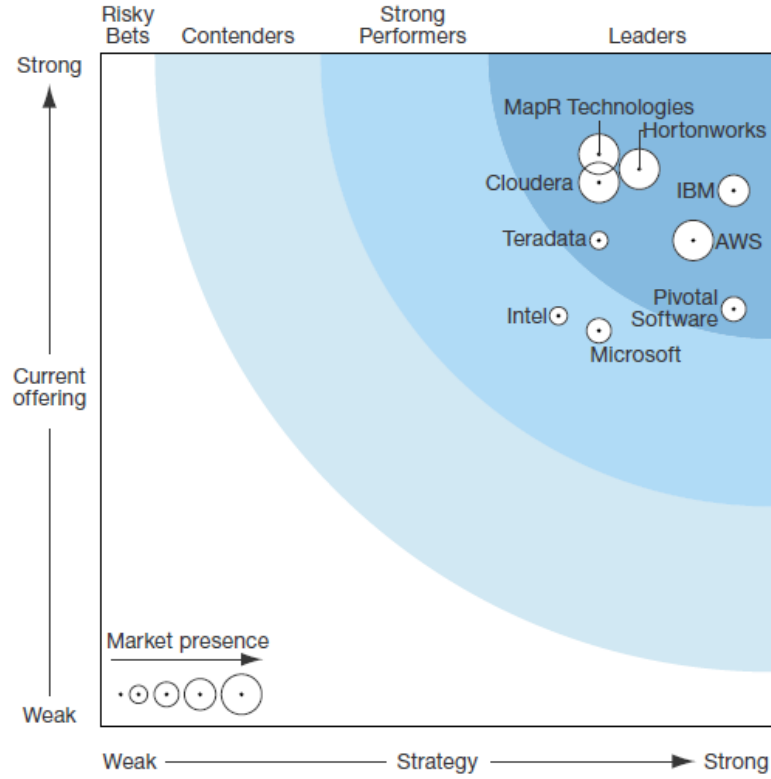 Risky
Bets
Contenders
Strong
Performers
Leaders
Strong
MapR Technologies
Hortonworks
Cloudera
IBM
Teradata
AWS
Pivotal
Software
Intel
Microsoft
Current
offering
Market presence
Weak
Weak
Strategy
Strong